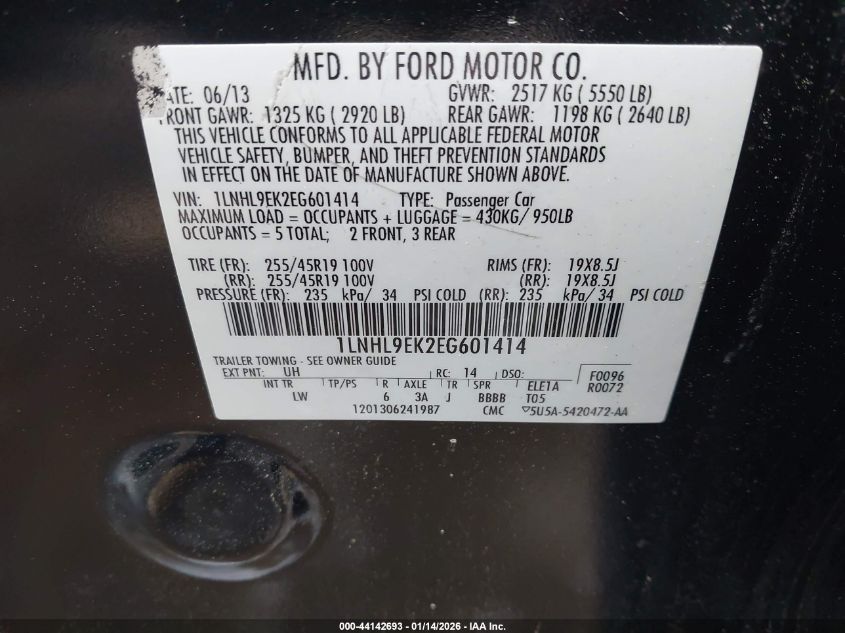 MFD. BY FORD MOTOR CO.
ATE: 06/13 GVWR: 2517 KG ( 5550 LB)
FRONT GAWR: 1325 KG ( 2920 LB) REAR GAWR: 1198 KG ( 2640 LB)
THIS VEHICLE CONFORMS TO ALL APPLICABLE FEDERAL MOTOR
VEHICLE SAFETY, BUMPER, AND THEFT PREVENTION STANDARDS
IN EFFECT ON THE DATE OF MANUFACTURE SHOWN ABOVE.
VIN: 1LNHL9EK2EG601414 TYPE: Passenger Car
MAXIMUM LOAD = OCCUPANTS + LUGGAGE = 430KG/ 950LB
OCCUPANTS = 5 TOTAL; 2 FRONT, 3 REAR
TIRE (FR): 255/45R19 100V RIMS (FR): 19X8.5J
(RR): 255/45R19 100V (RR): 19X8.5J
PRESSURE (FR): 235 kPa/ 34 PSI COLD (RR): 235 kPa/ 34 PSI COLD
1LNHL9EK2EG601414
TRAILER TOWING - SEE OWNER GUIDE
EXT PNT: UH RC: 14 DSO: F0096
INT TR TP/PS R AXLE TR SPR ELE1A R0072
LW 6 3A J BBBB T05
1201306241987 CMC 5U5A-5420472-AA
000-44142693 - 01/14/2026 - IAA Inc.